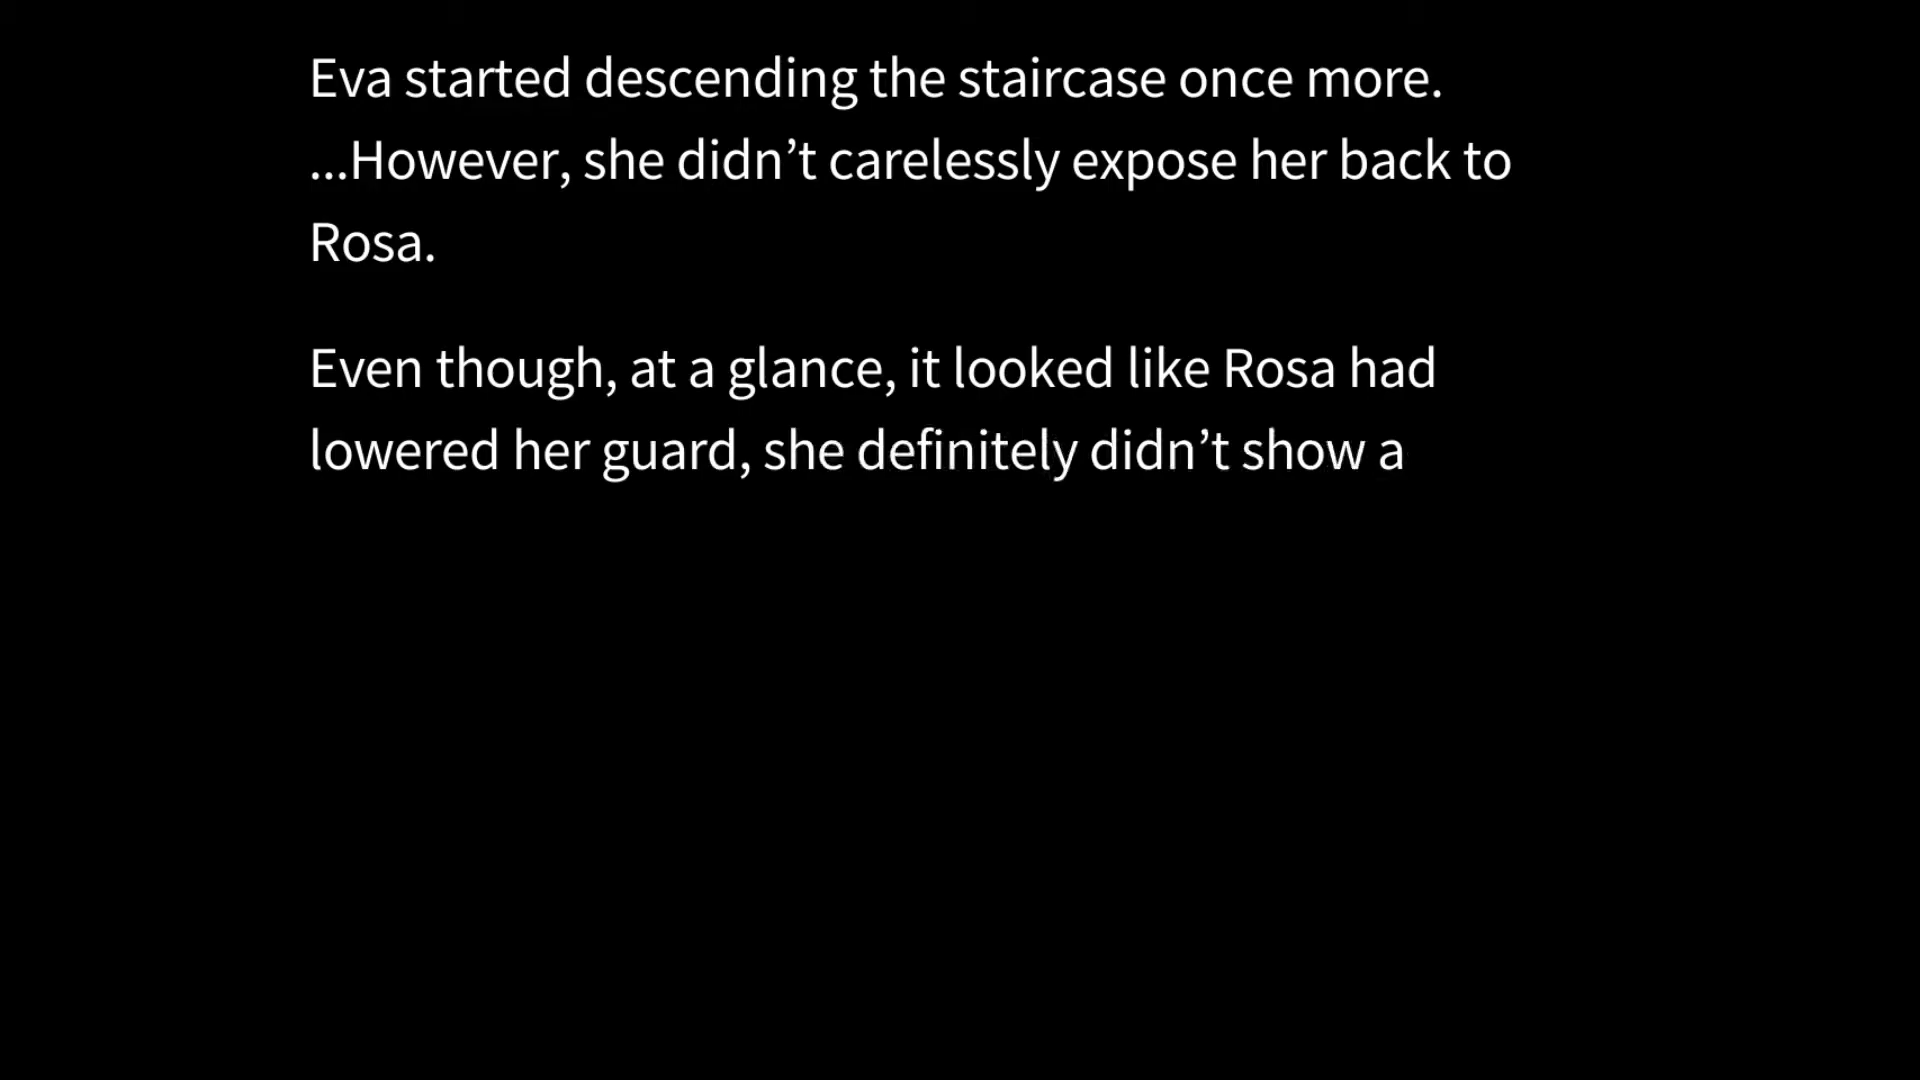 Eva started descending the staircase once more.
...However, she didn’t carelessly expose her back to
Rosa.
Even though, at a glance, it looked like Rosa had
lowered her guard, she definitely didn’t show a